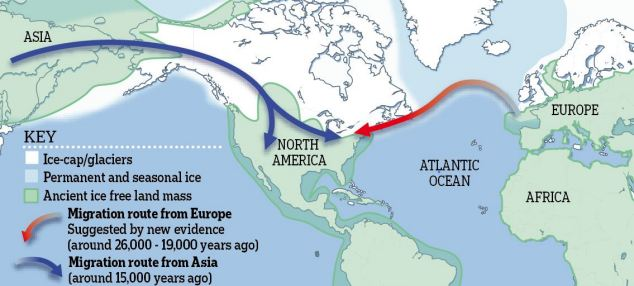 ASIA
EUROPE
NORTH
AMERICA
ATLANTIC
OCEAN
AFRICA
KEY
Ice-cap/glaciers
Permanent and seasonal ice
Ancient ice free land mass
Migration route from Europe
Suggested by new evidence
(around 26,000 - 19,000 years ago)
Migration route from Asia
(around 15,000 years ago)